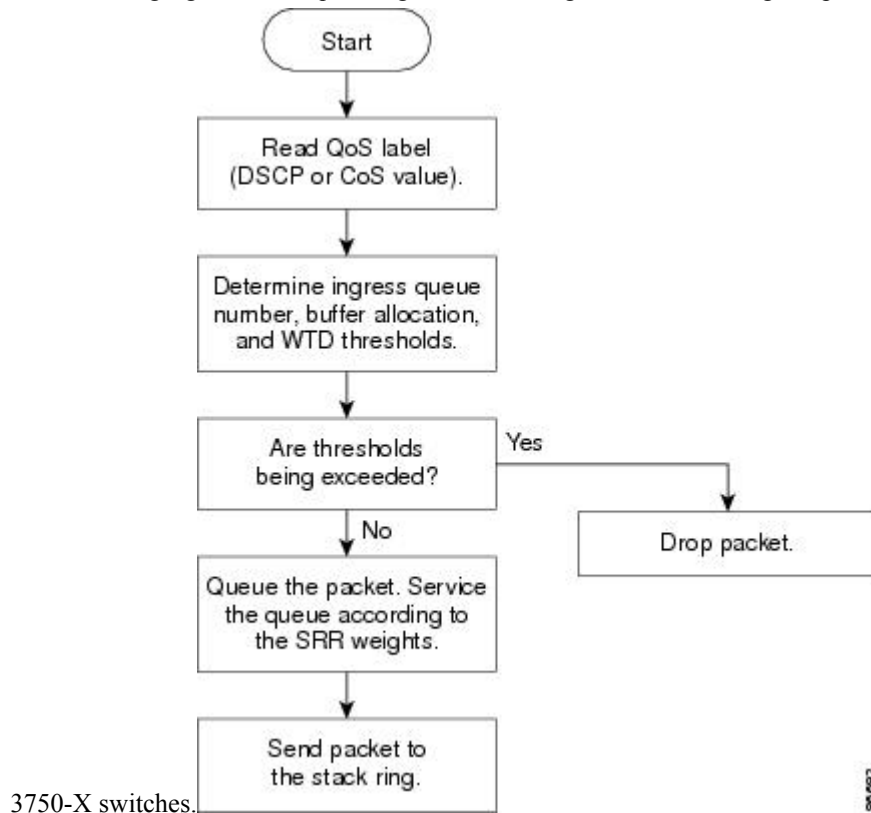 Start
Read QoS label
(DSCP or CoS value).
Determine ingress queue
number, buffer allocation,
and WTD thresholds.
Are thresholds
being exceeded?
Yes
No
Drop packet.
Queue the packet. Service
the queue according to
the SRR weights.
Send packet to
the stack ring.
3750-X switches.